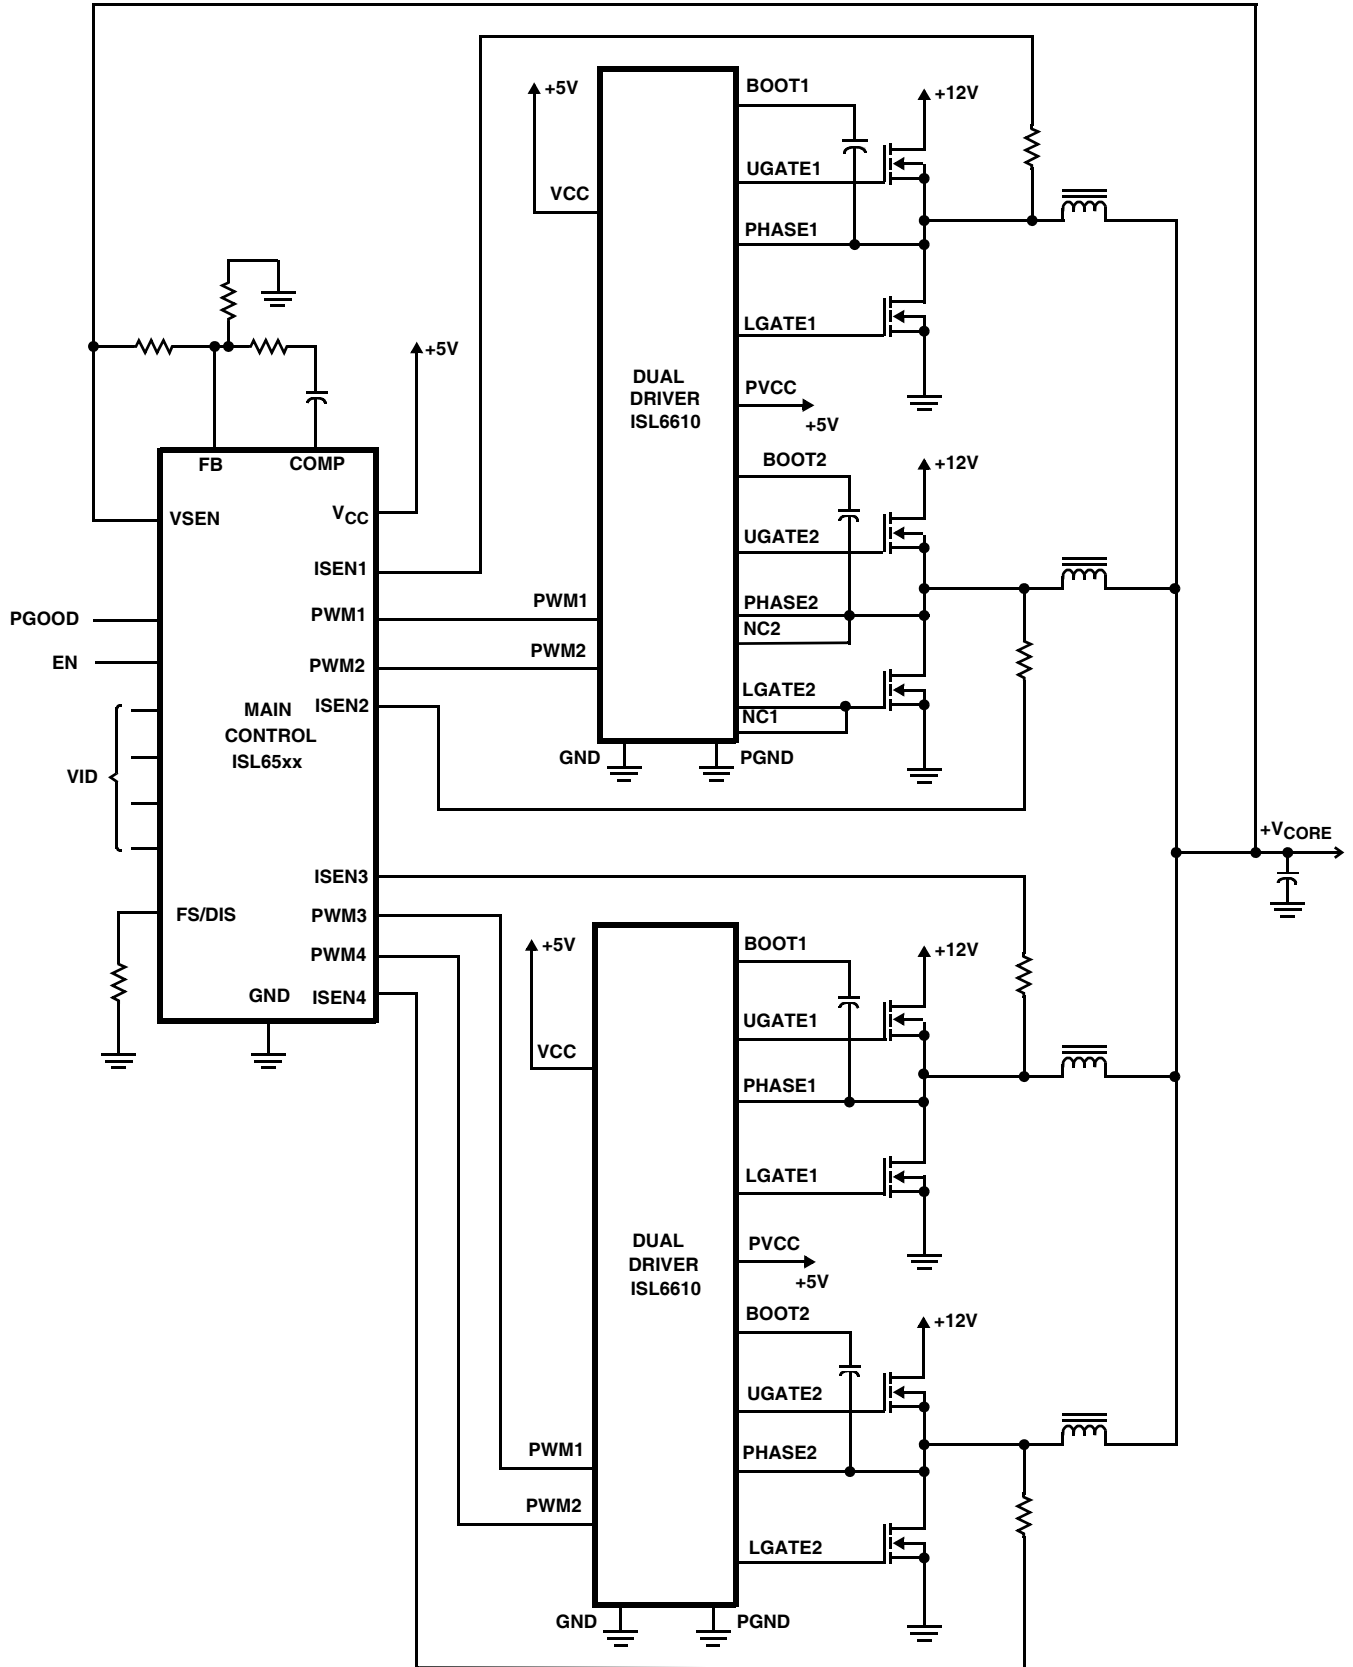 +5V
BOOT1
+12V
UGATE1
VCC
PHASE1
LGATE1
+5V
DUAL
DRIVER
ISL6610
PVCC
+5V
BOOT2
+12V
FB
COMP
VSEN
VCC
UGATE2
ISEN1
PWM1
PHASE2
PGOOD
PWM1
NC2
EN
PWM2
PWM2
LGATE2
NC1
ISEN2
MAIN
CONTROL
ISL65xx
VID
GND
PGND
+VCORE
ISEN3
FS/DIS
PWM3
PWM4
GND
ISEN4
+5V
BOOT1
+12V
UGATE1
VCC
PHASE1
LGATE1
DUAL
DRIVER
ISL6610
PVCC
+5V
BOOT2
+12V
UGATE2
PWM1
PHASE2
PWM2
LGATE2
GND
PGND